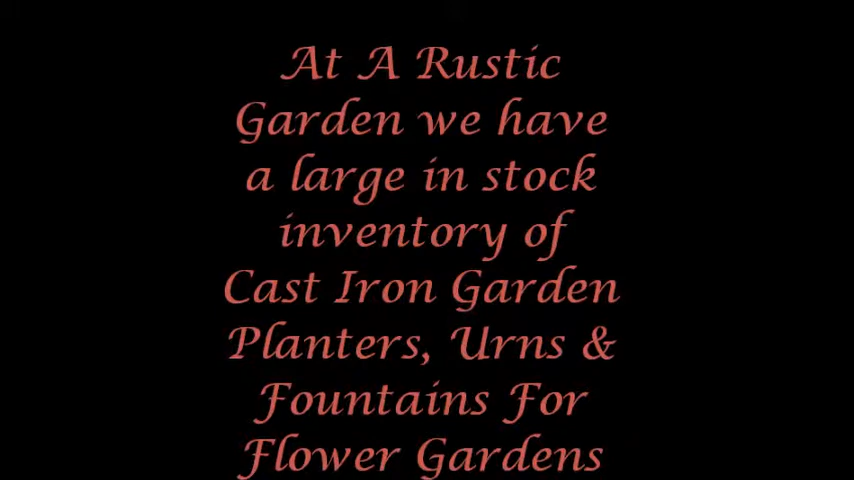 At A Rustic
Garden we have
a large in stock
inventory of
Cast Iron Garden
Planters, Urns &
Fountains For
Flower Gardens